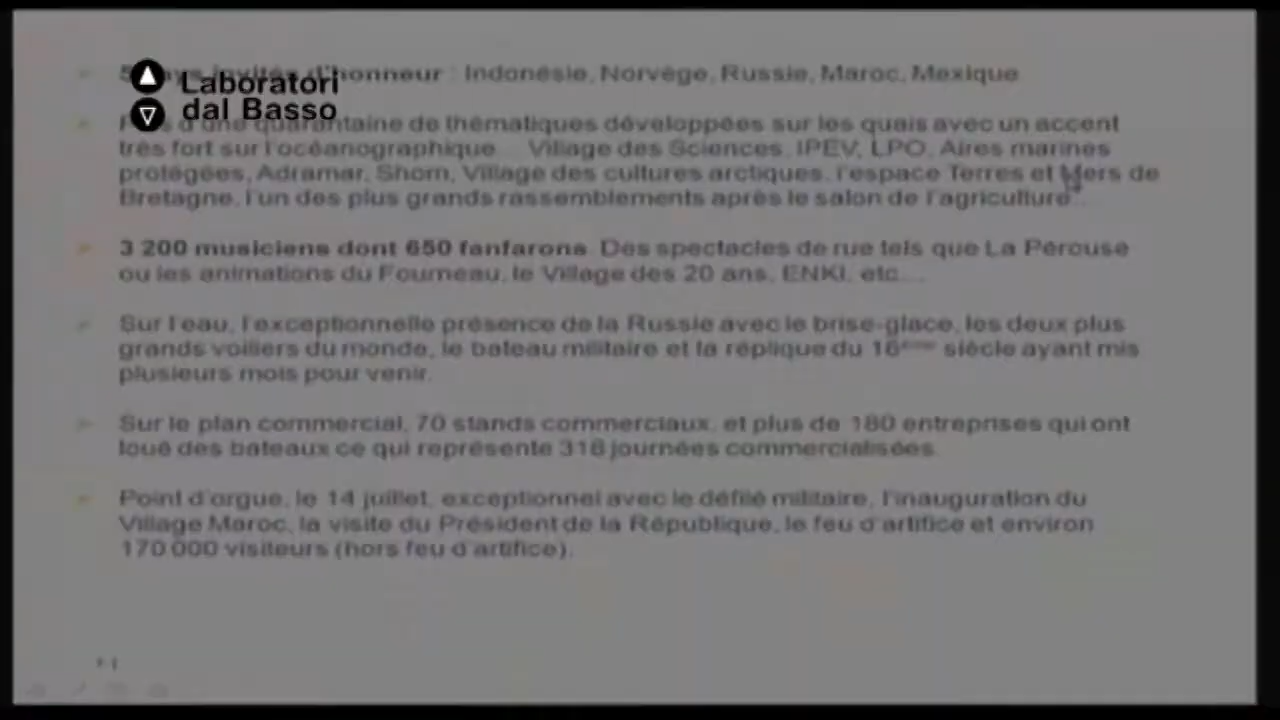 Laboratori
dal Basso
5 pays invités d'honneur : Indonésie, Norvège, Russie, Maroc, Mexique
d'une quarantaine de thématiques développées sur les quais avec un accent
très fort sur l'océanographique... Village des Sciences, IPEV, LPO, Aires marines
protégées, Adramar, Shom, Village des cultures arctiques, l'espace Terres et Mers de
Bretagne, l'un des plus grands rassemblements après le salon de l'agriculture...
3 200 musiciens dont 650 fanfarons. Des spectacles de rue tels que La Pérouse
ou les animations du Fourneau, le Village des 20 ans, ENKI, etc...
Sur l'eau, l'exceptionnelle présence de la Russie avec le brise-glace, les deux plus
grands voiliers du monde, le bateau militaire et la réplique du 16ème siècle ayant mis
plusieurs mois pour venir.
Sur le plan commercial, 70 stands commerciaux, et plus de 180 entreprises qui ont
loué des bateaux ce qui représente 316 journées commercialisées.
Point d'orgue, le 14 juillet, exceptionnel avec le défilé militaire, l'inauguration du
Village Maroc, la visite du Président de la République, le feu d'artifice et environ
170 000 visiteurs (hors feu d'artifice).